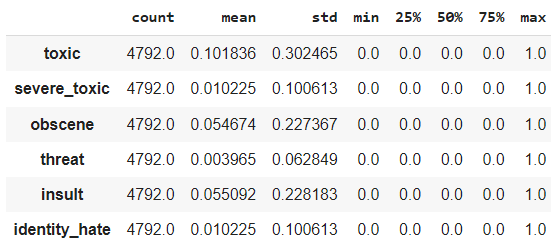 count mean std min 25% 50% 75% max
toxic 4792.0 0.101836 0.302465 0.0 0.0 0.0 0.0 1.0
severe_toxic 4792.0 0.010225 0.100613 0.0 0.0 0.0 0.0 1.0
obscene 4792.0 0.054674 0.227367 0.0 0.0 0.0 0.0 1.0
threat 4792.0 0.003965 0.062849 0.0 0.0 0.0 0.0 1.0
insult 4792.0 0.055092 0.228183 0.0 0.0 0.0 0.0 1.0
identity_hate 4792.0 0.010225 0.100613 0.0 0.0 0.0 0.0 1.0